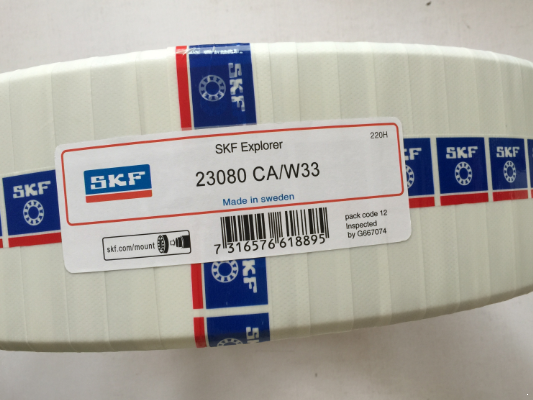 SKF
SKF Explorer
220H
SKF
23080 CA/W33
Made in sweden
skf.com/mount
7 316576 618895
pack code 12
Inspected
by G667074
SKF
SKF
SKF
SKF